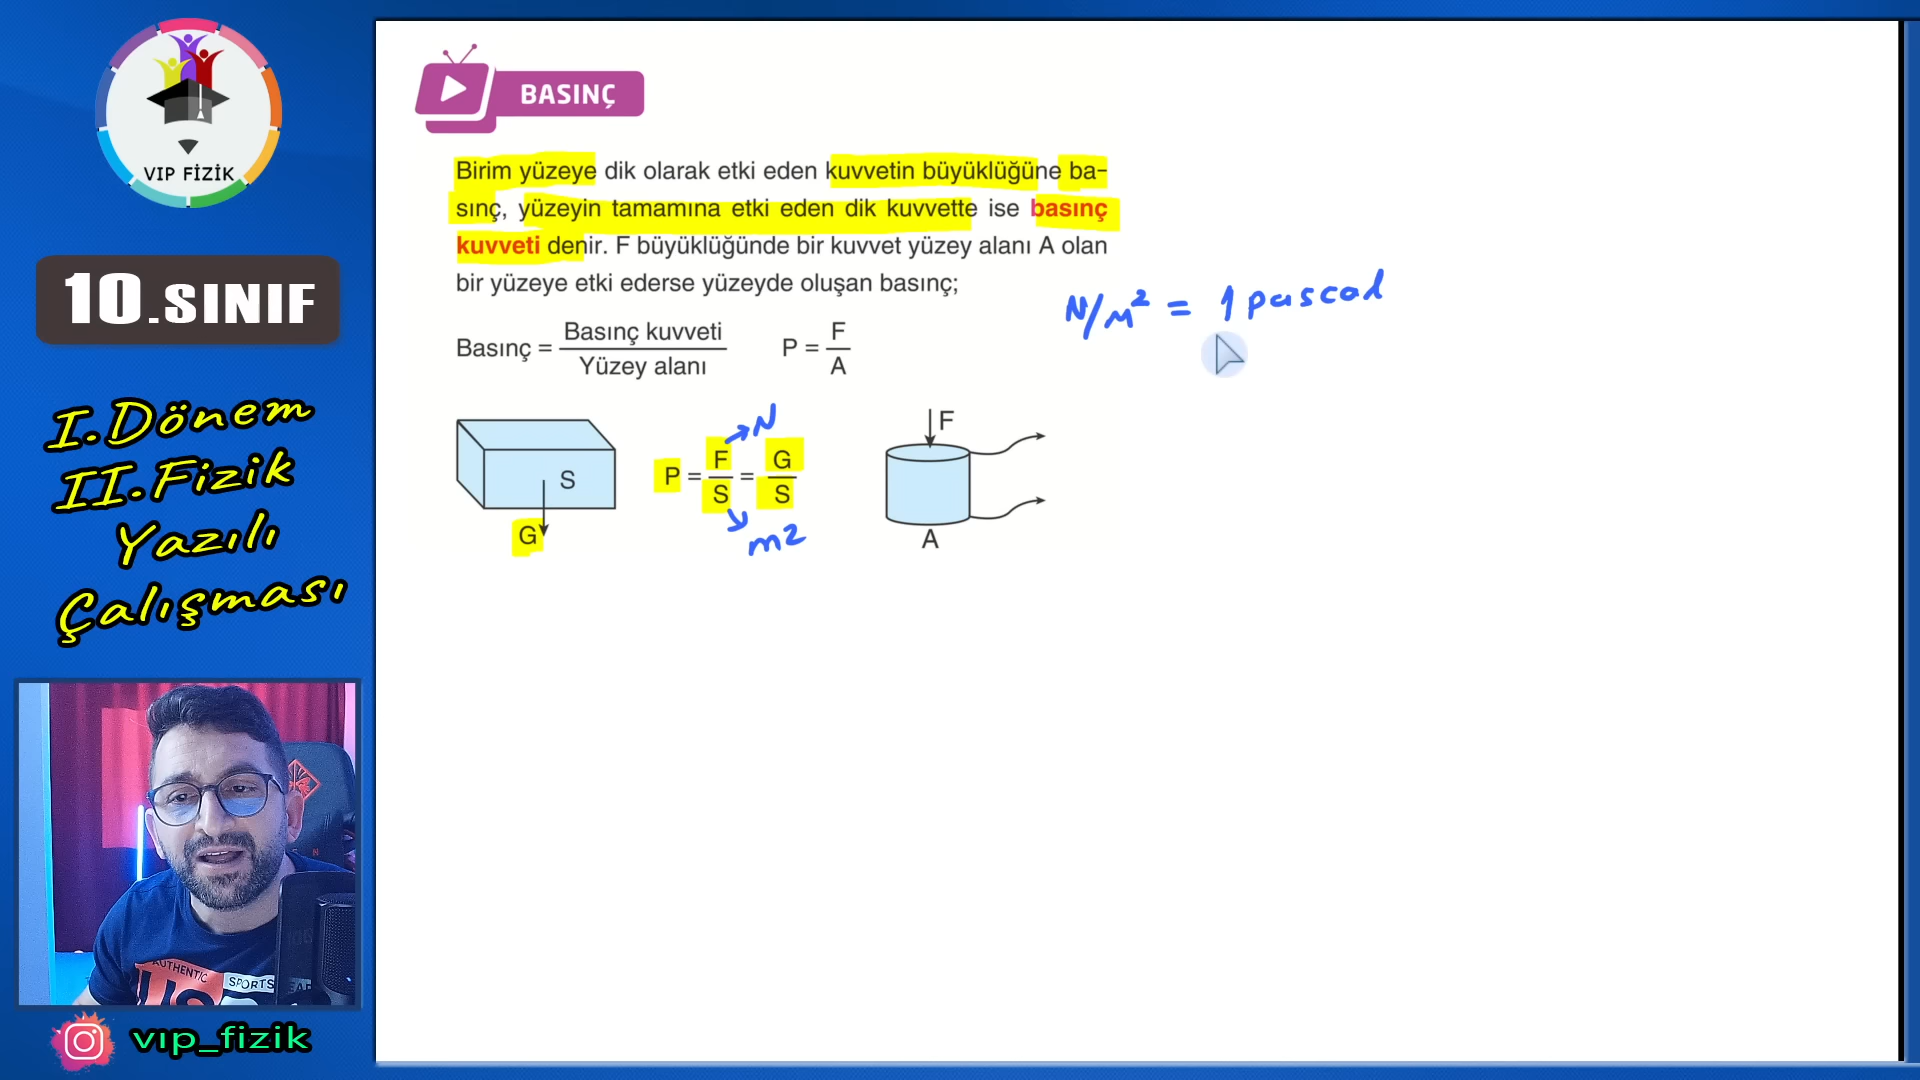 VIP FİZİK
10.SINIF
I.Dönem
II.Fizik
Yazılı
Çalışması
AUTHENTIC
SPORTS
vıp_fizik
BASINÇ
Birim yüzeye dik olarak etki eden kuvvetin büyüklüğüne ba-
sınç, yüzeyin tamamına etki eden dik kuvvette ise basınç
kuvveti denir. F büyüklüğünde bir kuvvet yüzey alanı A olan
bir yüzeye etki ederse yüzeyde oluşan basınç;
N/m² = 1 pascal
Basınç = Basınç kuvveti / Yüzey alanı P = F / A
S
G
P = F / S = G / S
N
m2
F
A